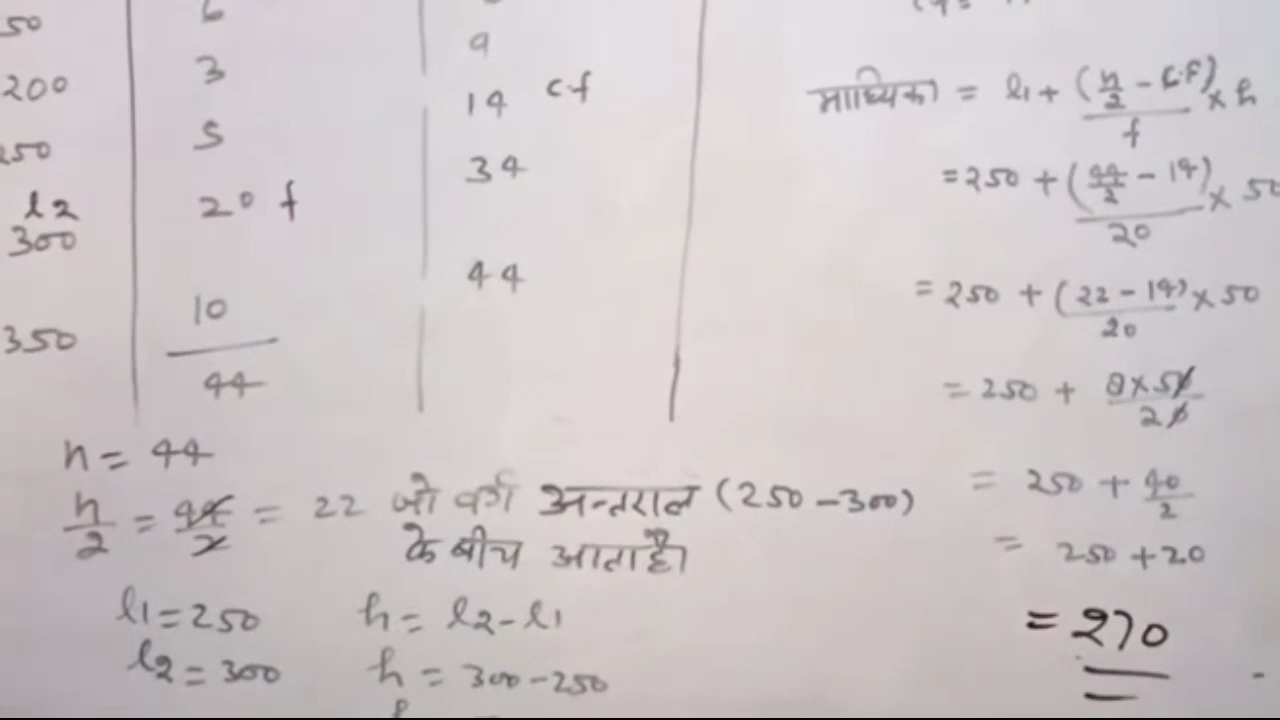 50 6
9
200 3
14 cf
250 5
34
l2 20 f
300
44
10
350
44
माध्यिका = l1 + (n/2 - C.F) / f × h
= 250 + (44/2 - 14) / 20 × 50
= 250 + (22 - 14) / 20 × 50
= 250 + 8 × 50 / 20
= 250 + 40/2
= 250 + 20
= 270
n = 44
n/2 = 44/2 = 22 जो वर्ग अन्तराल (250 - 300)
के बीच आता है।
l1 = 250 h = l2 - l1
l2 = 300 h = 300 - 250